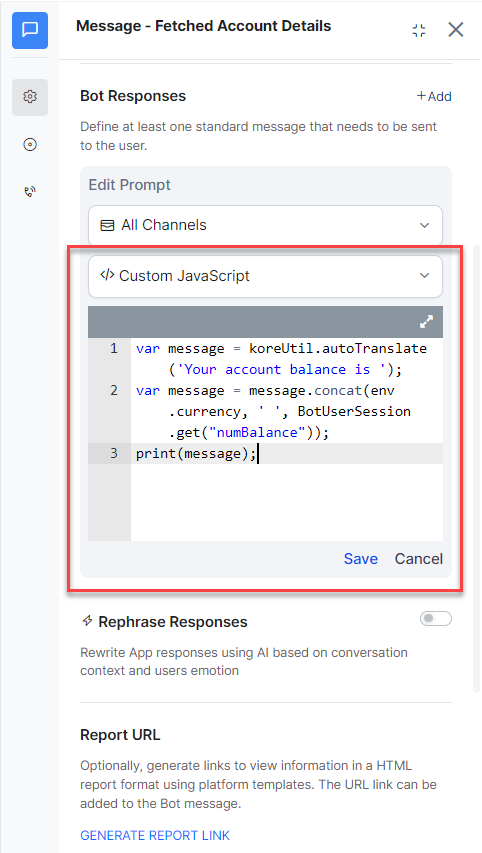 Message - Fetched Account Details
Bot Responses
+Add
Define at least one standard message that needs to be sent
to the user.
Edit Prompt
All Channels
</> Custom JavaScript
1 var message = koreUtil.autoTranslate
('Your account balance is ');
2 var message = message.concat(env
.currency, ' ', BotUserSession
.get("numBalance"));
3 print(message);
Save Cancel
Rephrase Responses
Rewrite App responses using AI based on conversation
context and users emotion
Report URL
Optionally, generate links to view information in a HTML
report format using platform templates. The URL link can be
added to the Bot message.
GENERATE REPORT LINK